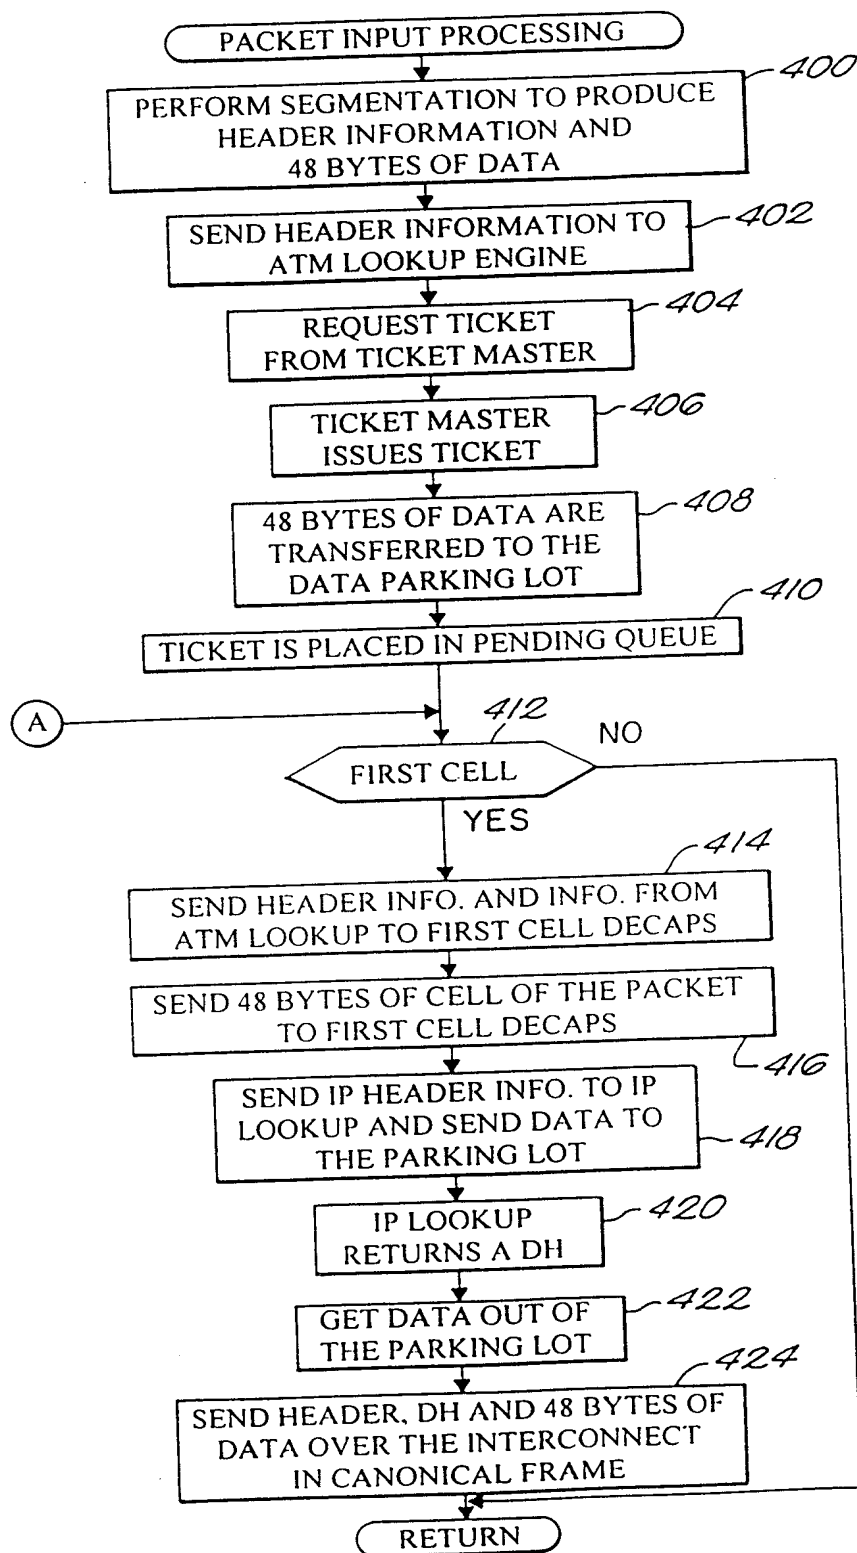 PACKET INPUT PROCESSING
400
PERFORM SEGMENTATION TO PRODUCE
HEADER INFORMATION AND
48 BYTES OF DATA
402
SEND HEADER INFORMATION TO
ATM LOOKUP ENGINE
404
REQUEST TICKET
FROM TICKET MASTER
406
TICKET MASTER
ISSUES TICKET
408
48 BYTES OF DATA ARE
TRANSFERRED TO THE
DATA PARKING LOT
410
TICKET IS PLACED IN PENDING QUEUE
A
412
NO
FIRST CELL
YES
414
SEND HEADER INFO. AND INFO. FROM
ATM LOOKUP TO FIRST CELL DECAPS
SEND 48 BYTES OF CELL OF THE PACKET
TO FIRST CELL DECAPS
416
SEND IP HEADER INFO. TO IP
LOOKUP AND SEND DATA TO
THE PARKING LOT
418
IP LOOKUP
RETURNS A DH
420
GET DATA OUT OF
THE PARKING LOT
422
424
SEND HEADER, DH AND 48 BYTES OF
DATA OVER THE INTERCONNECT
IN CANONICAL FRAME
RETURN